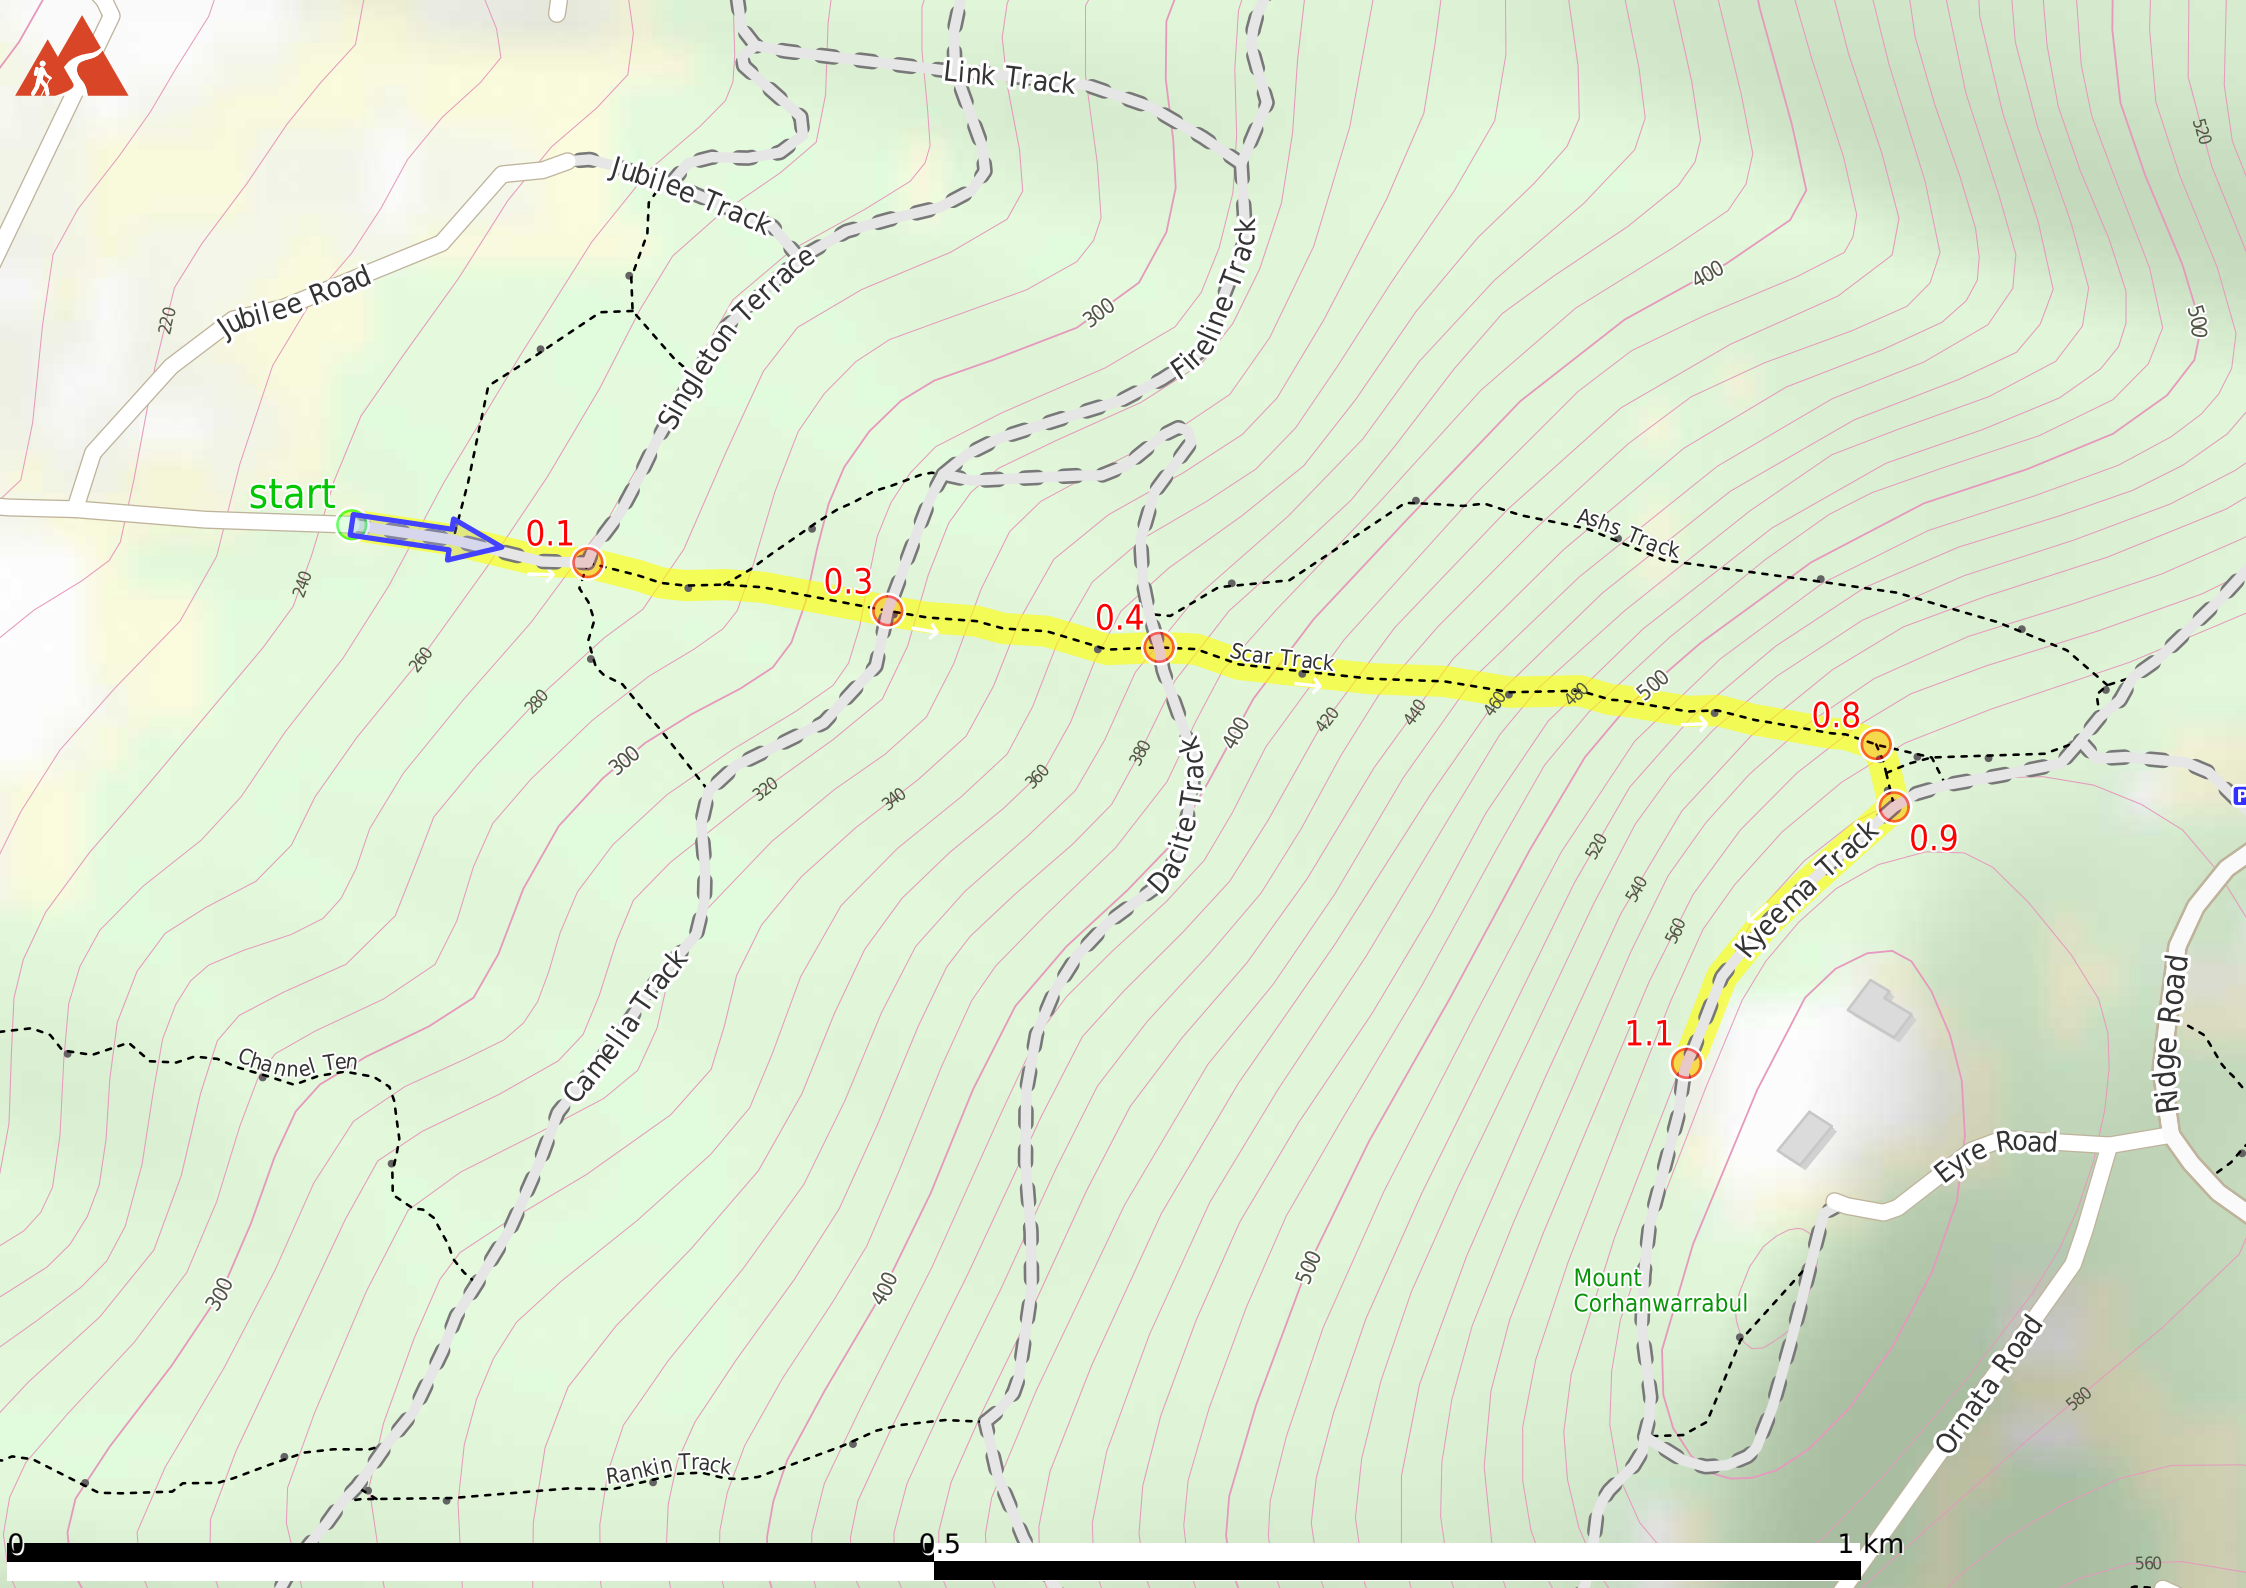 Link Track
520
Jubilee Track
Jubilee Road
220
Singleton Terrace
Fireline Track
300
400
500
start
0.1
0.3
0.4
Ashs Track
Scar Track
240
260
280
300
320
340
360
380
400
420
440
460
480
500
0.8
0.9
P
520
540
560
Dacite Track
Kyeema Track
1.1
Camelia Track
Channel Ten
Ridge Road
Eyre Road
300
400
500
Mount
Corhanwarrabul
Ornata Road
580
Rankin Track
0
0.5
1 km
560